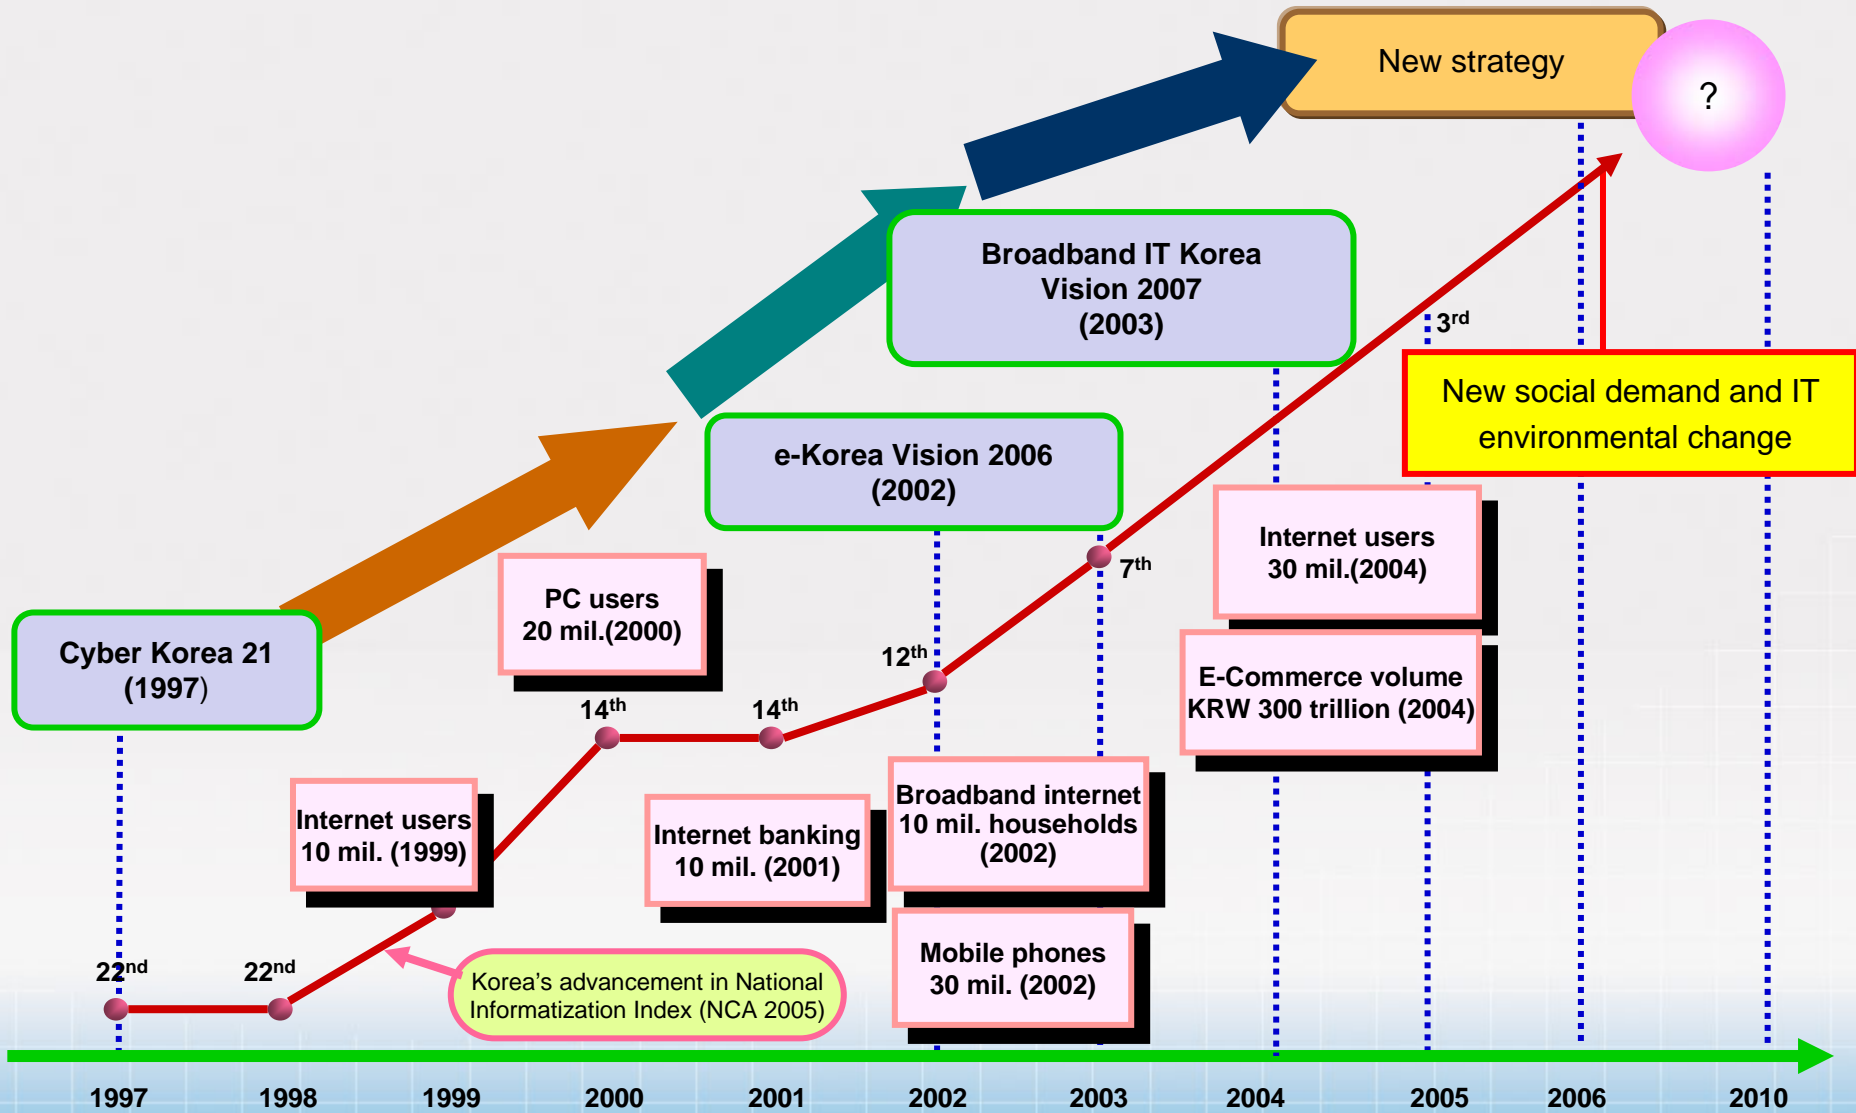 New strategy
?
Broadband IT Korea
Vision 2007
(2003)
3rd
New social demand and IT
environmental change
e-Korea Vision 2006
(2002)
Internet users
30 mil.(2004)
7th
PC users
20 mil.(2000)
Cyber Korea 21
(1997)
12th
E-Commerce volume
KRW 300 trillion (2004)
14th
14th
Internet users
10 mil. (1999)
Internet banking
10 mil. (2001)
Broadband internet
10 mil. households
(2002)
Mobile phones
30 mil. (2002)
22nd
22nd
Korea’s advancement in National
Informatization Index (NCA 2005)
1997 1998 1999 2000 2001 2002 2003 2004 2005 2006 2010